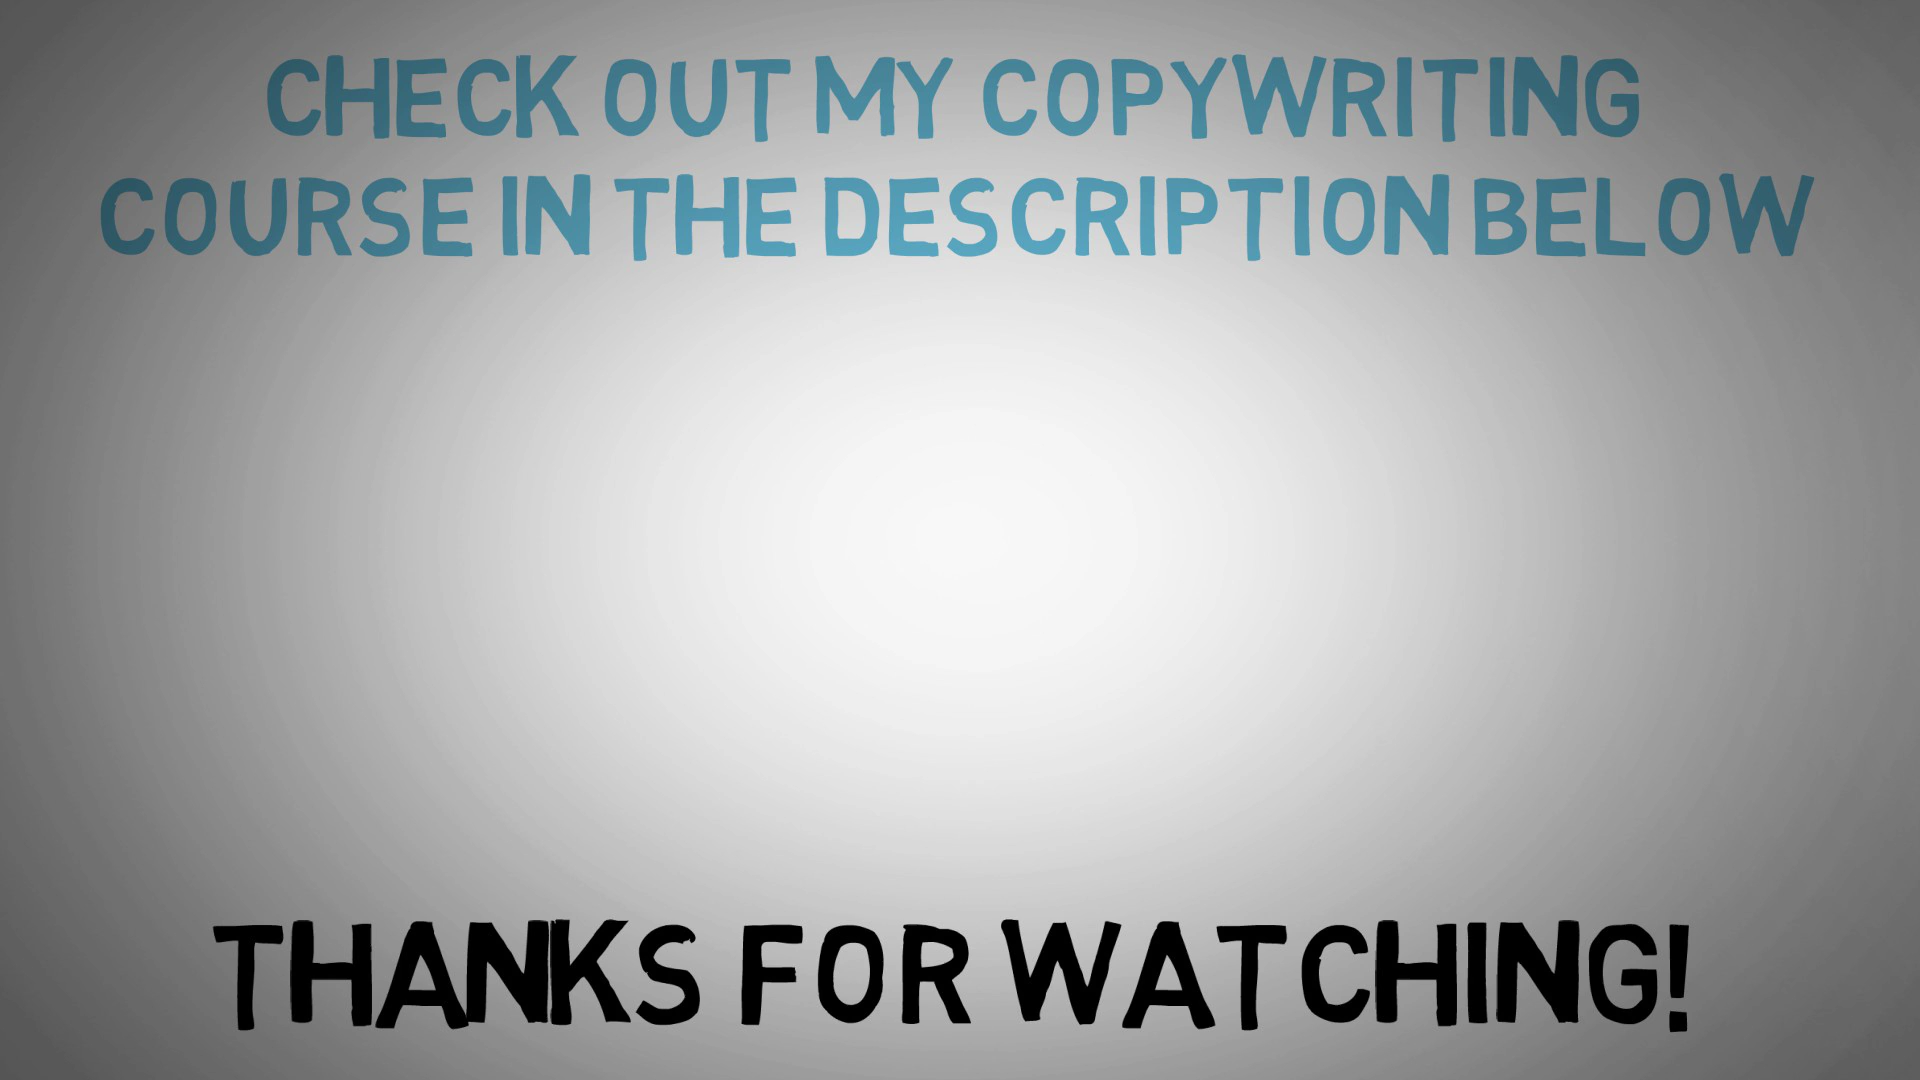 CHECK OUT MY COPYWRITING
COURSE IN THE DESCRIPTION BELOW
THANKS FOR WATCHING!